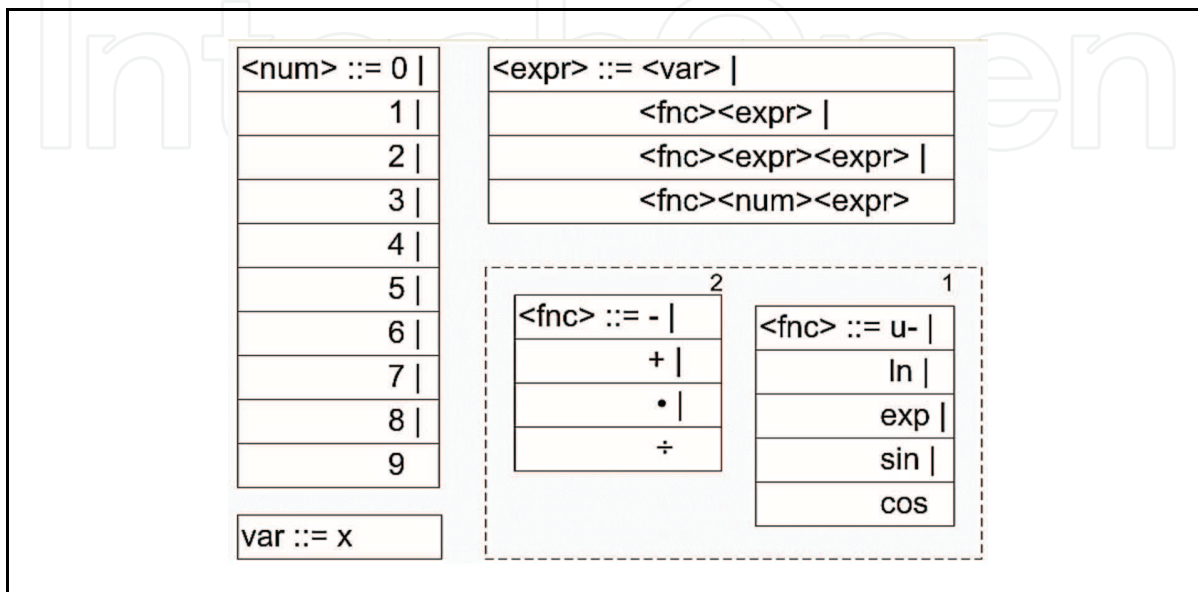 IntechOpen
<num> ::= 0 |
1 |
2 |
3 |
4 |
5 |
6 |
7 |
8 |
9
var ::= x
<expr> ::= <var> |
<fnc><expr> |
<fnc><expr><expr> |
<fnc><num><expr>
2
<fnc> ::= - |
+ |
• |
÷
1
<fnc> ::= u- |
ln |
exp |
sin |
cos